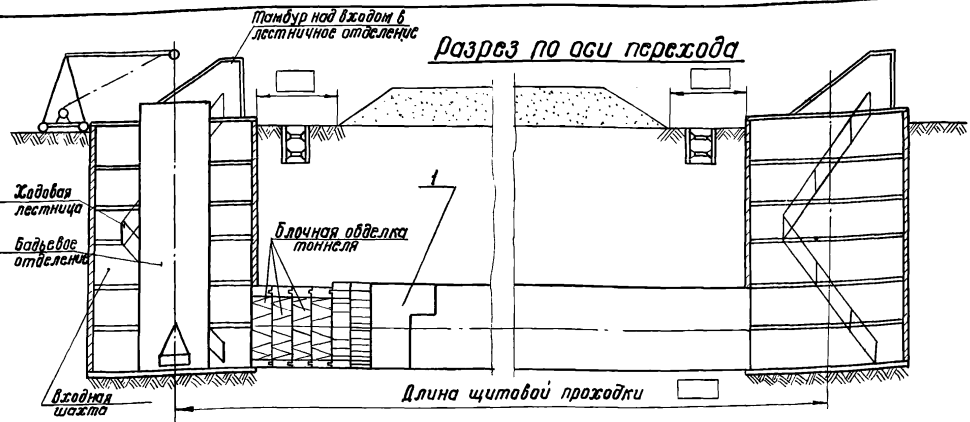 Тамбур над входом в
лестничное отделение
Разрез по оси перехода
Ходовая
лестница
Бадьевое
отделение
Блочная обделка
тоннеля
1
Входная
шахта
Длина щитовой проходки